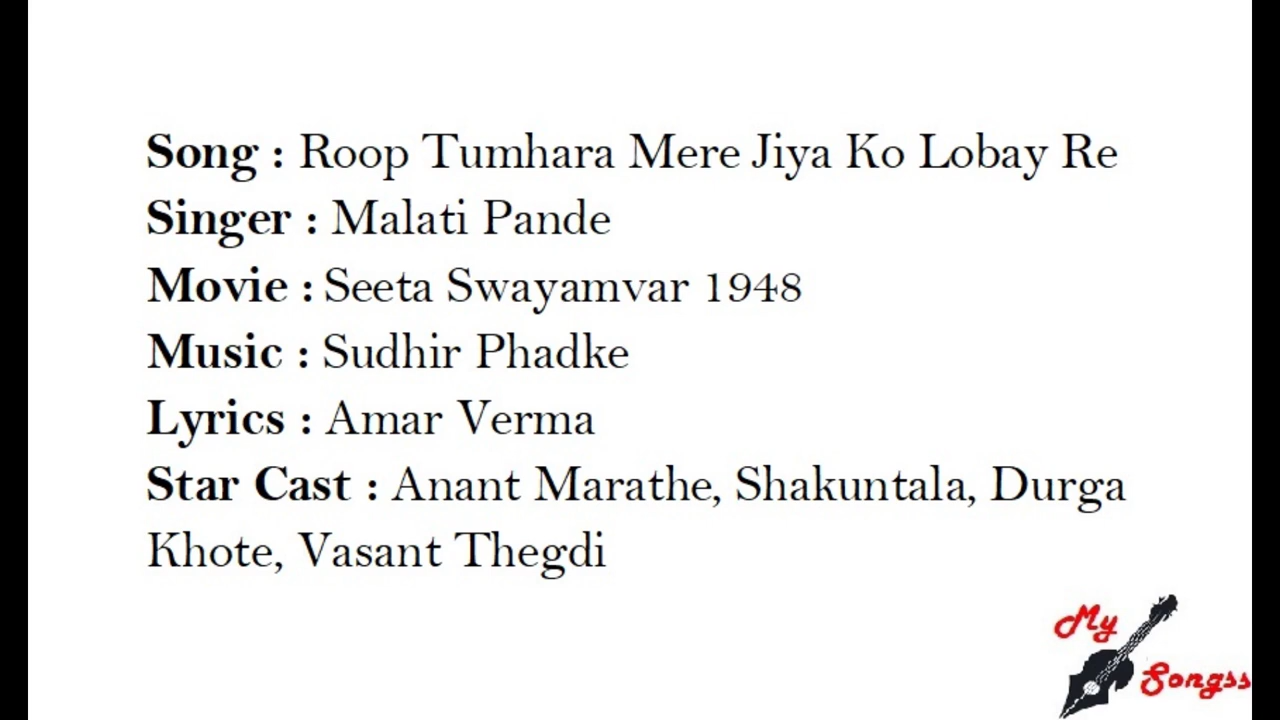 Song : Roop Tumhara Mere Jiya Ko Lobay Re
Singer : Malati Pande
Movie : Seeta Swayamvar 1948
Music : Sudhir Phadke
Lyrics : Amar Verma
Star Cast : Anant Marathe, Shakuntala, Durga
Khote, Vasant Thegdi
My
Songss